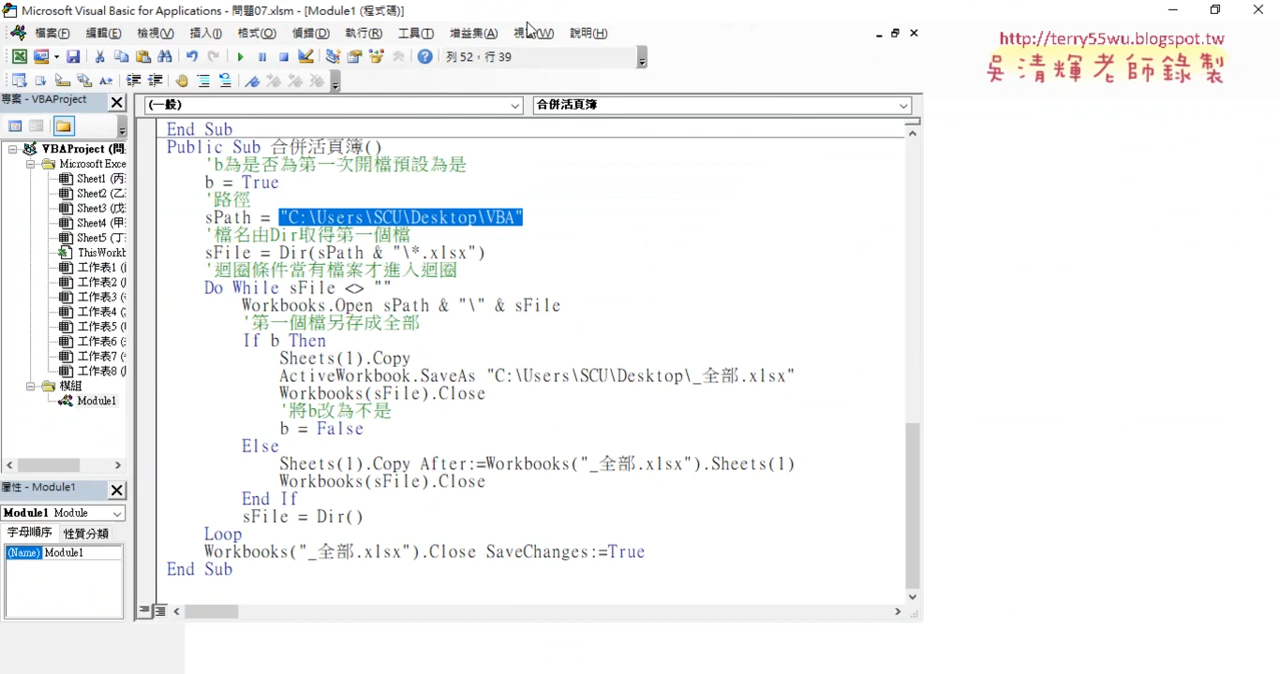 Microsoft Visual Basic for Applications - 問題07.xlsm - [Module1 (程式碼)]
http://terry55wu.blogspot.tw
吳清輝老師錄製
檔案(F) 編輯(E) 檢視(V) 插入(I) 格式(O) 偵錯(D) 執行(R) 工具(T) 增益集(A) 視窗(W) 說明(H)
列 52，行 39
專案 - VBAProject
(一般)
合併活頁簿
VBAProject (問
Microsoft Exce
Sheet1 (丙
Sheet2 (乙
Sheet3 (戊
Sheet4 (甲
Sheet5 (丁
ThisWorkb
工作表1
工作表2
工作表3
工作表4
工作表5
工作表6
工作表7
工作表8
模組
Module1
屬性 - Module1
Module1 Module
字母順序 性質分類
(Name) Module1
End Sub
Public Sub 合併活頁簿()
'b為是否為第一次開檔預設為是
b = True
'路徑
sPath = "C:\Users\SCU\Desktop\VBA"
'檔名由Dir取得第一個檔
sFile = Dir(sPath & "\*.xlsx")
'迴圈條件當有檔案才進入迴圈
Do While sFile <> ""
Workbooks.Open sPath & "\" & sFile
'第一個檔另存成全部
If b Then
Sheets(1).Copy
ActiveWorkbook.SaveAs "C:\Users\SCU\Desktop\_全部.xlsx"
Workbooks(sFile).Close
'將b改為不是
b = False
Else
Sheets(1).Copy After:=Workbooks("_全部.xlsx").Sheets(1)
Workbooks(sFile).Close
End If
sFile = Dir()
Loop
Workbooks("_全部.xlsx").Close SaveChanges:=True
End Sub